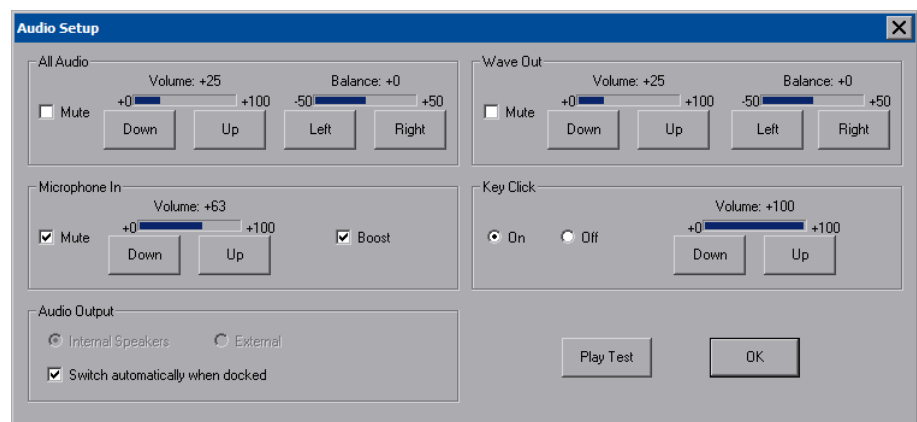 Audio Setup
All Audio
Volume: +25
Balance: +0
Mute
+0
+100
-50
+50
Down
Up
Left
Right
Wave Out
Volume: +25
Balance: +0
Mute
+0
+100
-50
+50
Down
Up
Left
Right
Microphone In
Volume: +63
Mute
+0
+100
Boost
Down
Up
Key Click
Volume: +100
On
Off
+0
+100
Down
Up
Audio Output
Internal Speakers
External
Switch automatically when docked
Play Test
OK